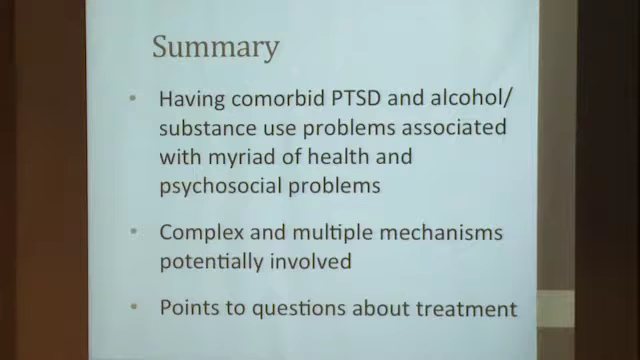 Summary
• Having comorbid PTSD and alcohol/
substance use problems associated
with myriad of health and
psychosocial problems
• Complex and multiple mechanisms
potentially involved
• Points to questions about treatment